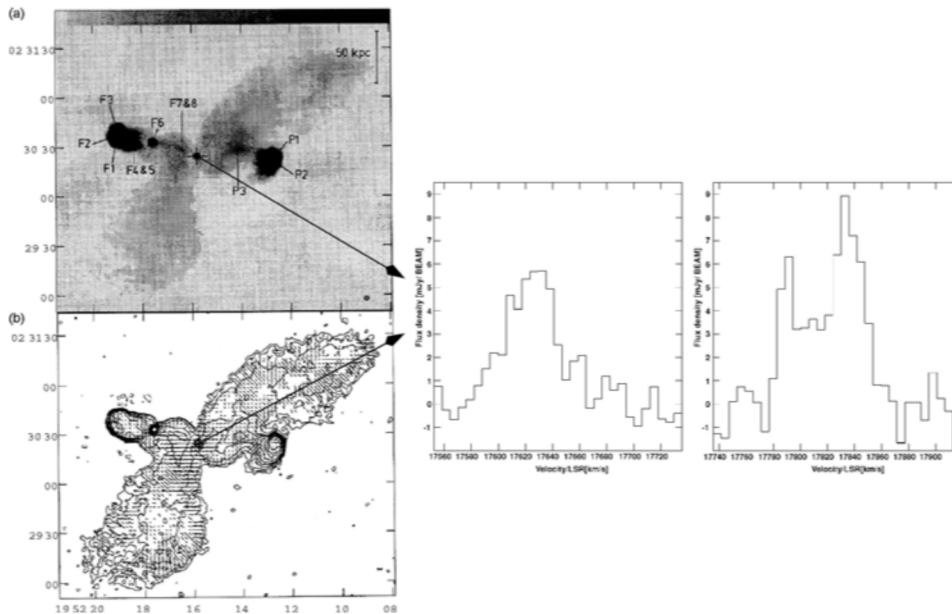 (a)
02 31 30
50 kpc
00
F3
F7&8
F6
F2
P1
30 30
F1
F4&5
P3
P2
00
29 30
00
(b)
02 31 30
00
30 30
00
29 30
00
19 52 20 18 16 14 12 10 08
Flux density [mJy/ BEAM]
9
8
7
6
5
4
3
2
1
0
-1
17560 17580 17600 17620 17640 17660 17680 17700 17720
Velocity/LSR[km/s]
Flux density [mJy/ BEAM]
9
8
7
6
5
4
3
2
1
0
-1
17740 17760 17780 17800 17820 17840 17860 17880 17900
Velocity/LSR[km/s]